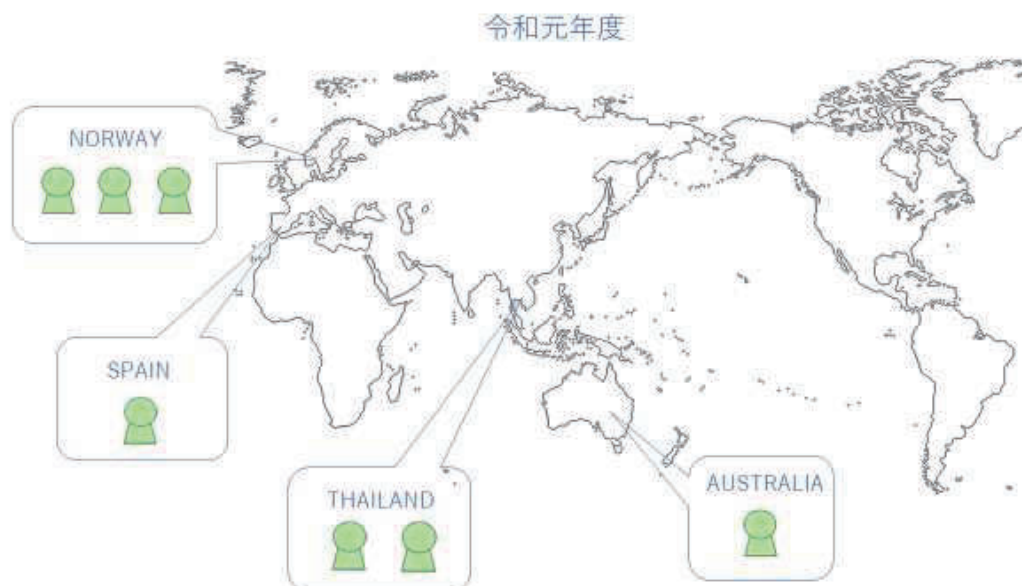 令和元年度
NORWAY
SPAIN
THAILAND
AUSTRALIA